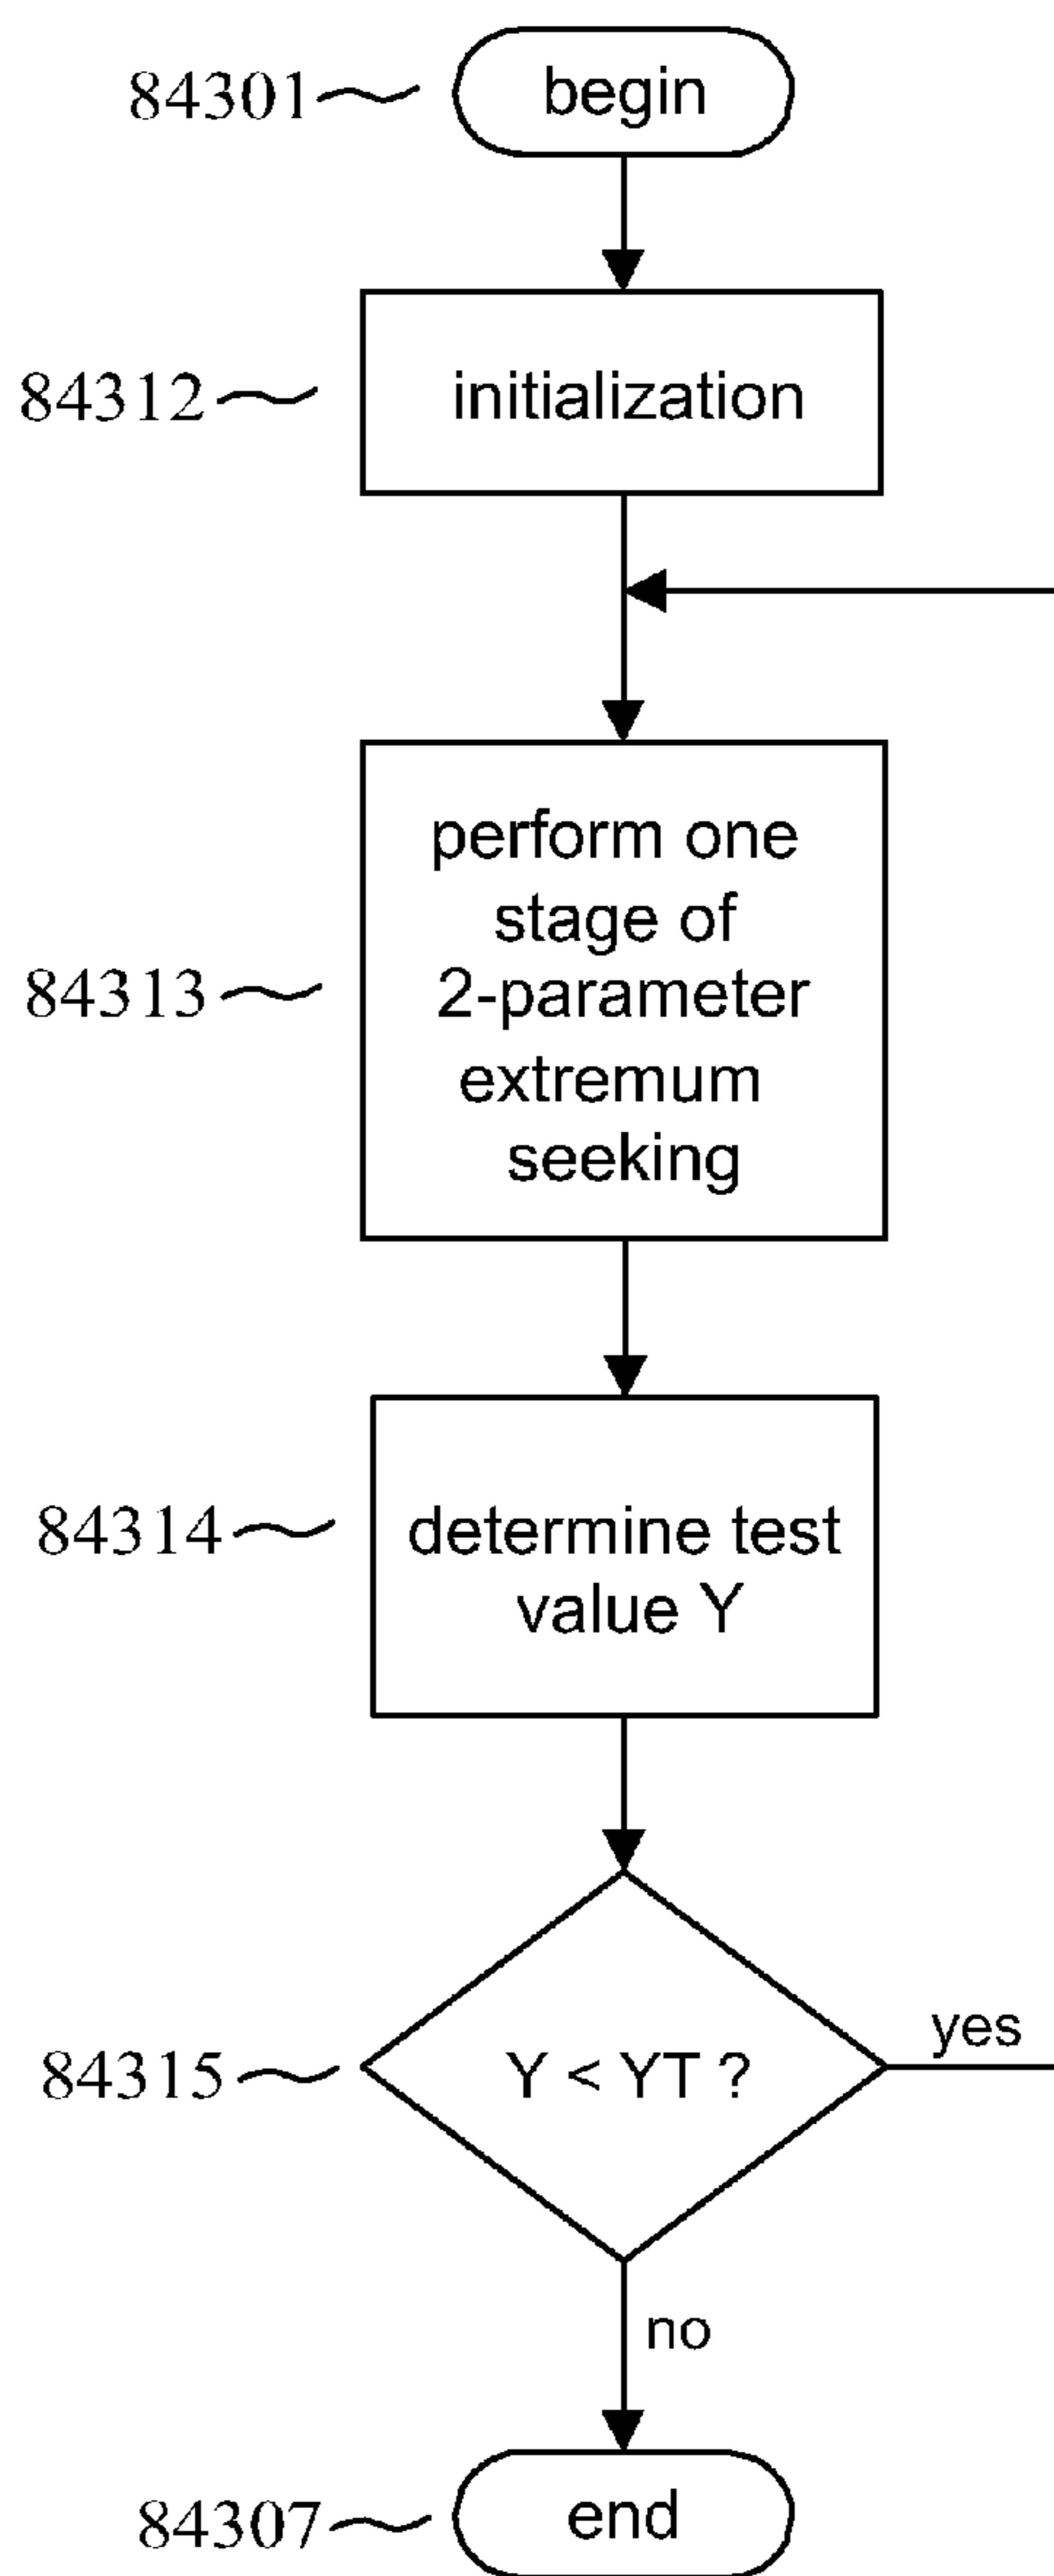 84301
begin
84312
initialization
84313
perform one
stage of
2-parameter
extremum
seeking
84314
determine test
value Y
84315
Y < YT ?
yes
no
84307
end